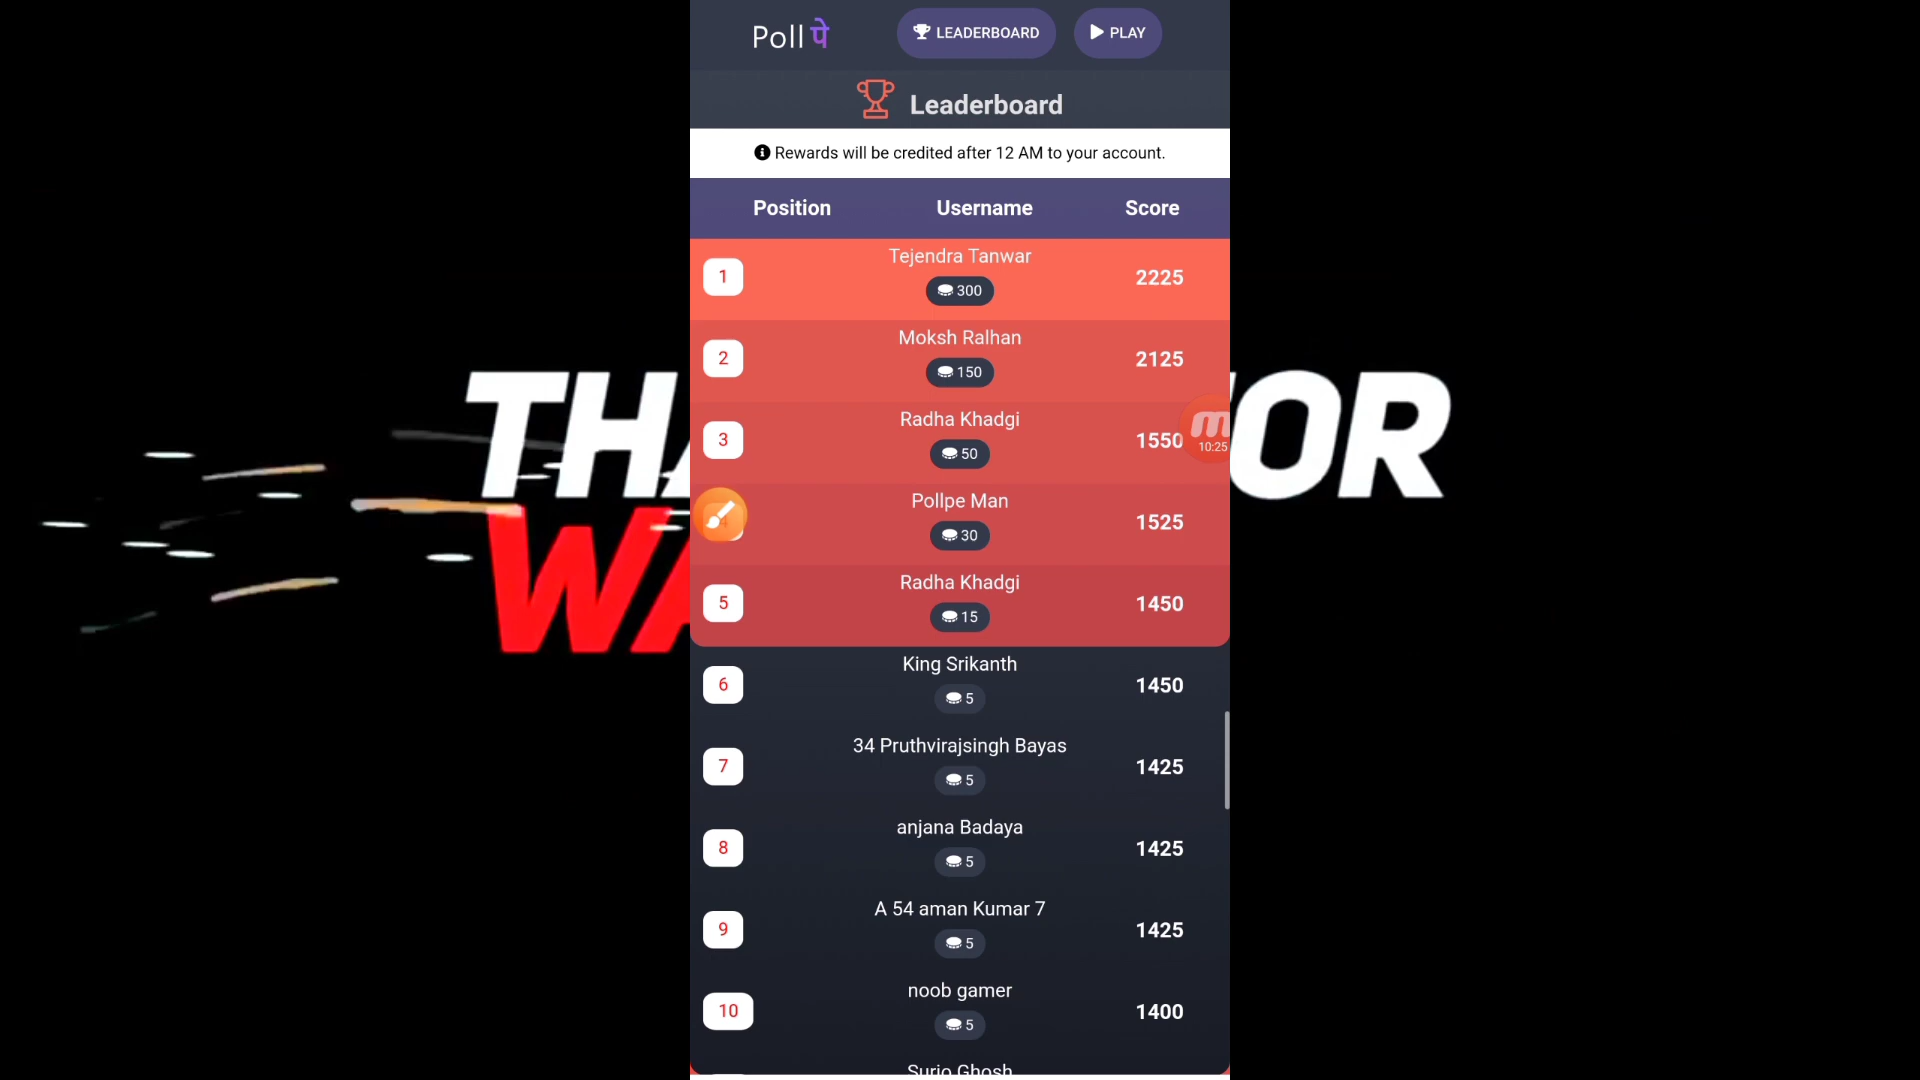 Poll पे
LEADERBOARD
PLAY
Leaderboard
Rewards will be credited after 12 AM to your account.
Position Username Score
1 Tejendra Tanwar 2225
300
2 Moksh Ralhan 2125
150
3 Radha Khadgi 1550
50
10:25
Pollpe Man 1525
30
5 Radha Khadgi 1450
15
6 King Srikanth 1450
5
7 34 Pruthvirajsingh Bayas 1425
5
8 anjana Badaya 1425
5
9 A 54 aman Kumar 7 1425
5
10 noob gamer 1400
5
Surjo Ghosh
THA
OR
WA